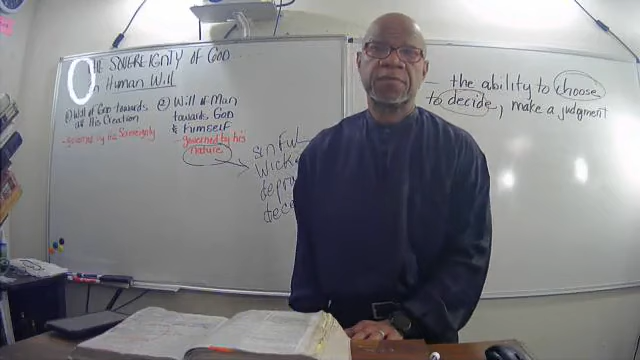 THE SOVEREIGNTY of GOD
n Human Will
① Will of God towards
all His Creation
- governed by His Sovereignty
② Will of Man
towards God
& himself
- governed by his
nature
sinful
Wick
depra
dece
- the ability to choose
to decide, make a judgment